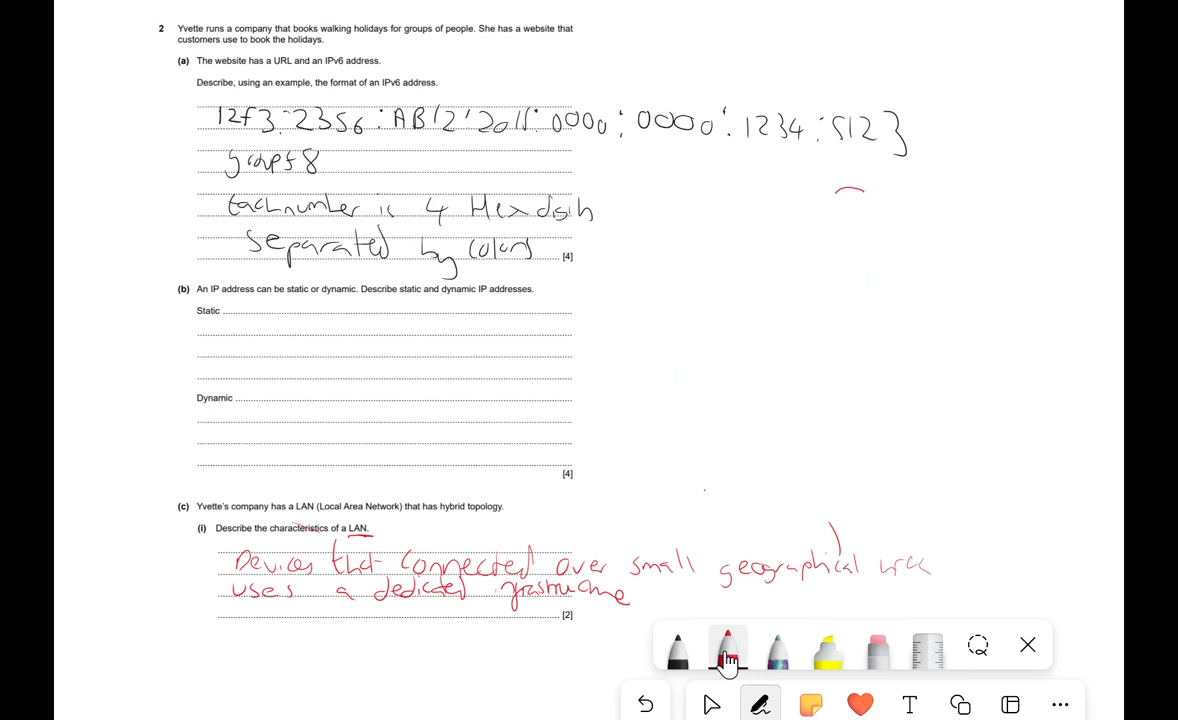 2 Yvette runs a company that books walking holidays for groups of people. She has a website that
customers use to book the holidays.
(a) The website has a URL and an IPv6 address.
Describe, using an example, the format of an IPv6 address.
12f3:2356:AB12:2011:0000:0000:1234:5123
groups 8
Each number is 4 Hex digits
separated by colons
[4]
(b) An IP address can be static or dynamic. Describe static and dynamic IP addresses.
Static
Dynamic
[4]
(c) Yvette's company has a LAN (Local Area Network) that has hybrid topology.
(i) Describe the characteristics of a LAN.
Devices that connected over small geographical area
uses a dedicated
[2]
T